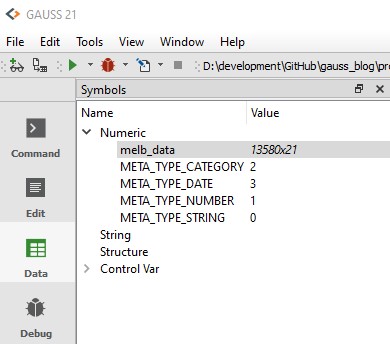 GAUSS 21
File Edit Tools View Window Help
D:\development\GitHub\gauss_blog\pr
Symbols
Name Value
Numeric
melb_data 13580x21
META_TYPE_CATEGORY 2
META_TYPE_DATE 3
META_TYPE_NUMBER 1
META_TYPE_STRING 0
String
Structure
Control Var
Command
Edit
Data
Debug